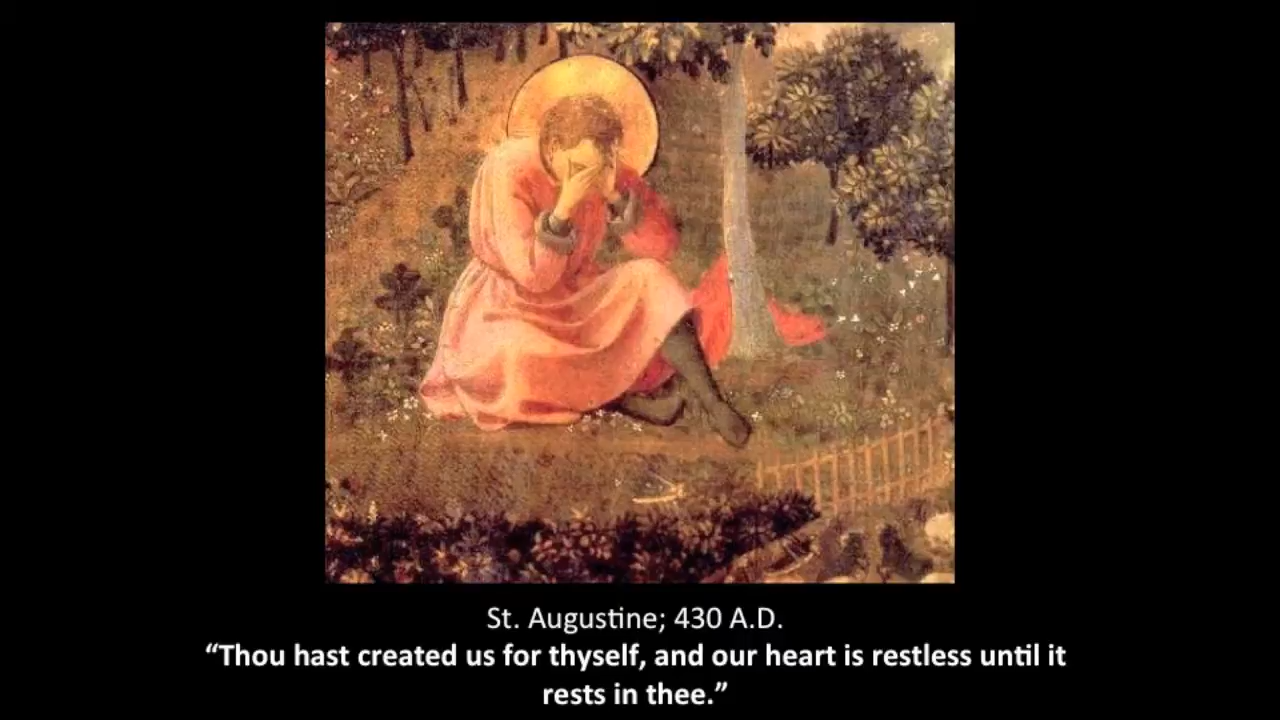 St. Augustine; 430 A.D.
“Thou hast created us for thyself, and our heart is restless until it
rests in thee.”